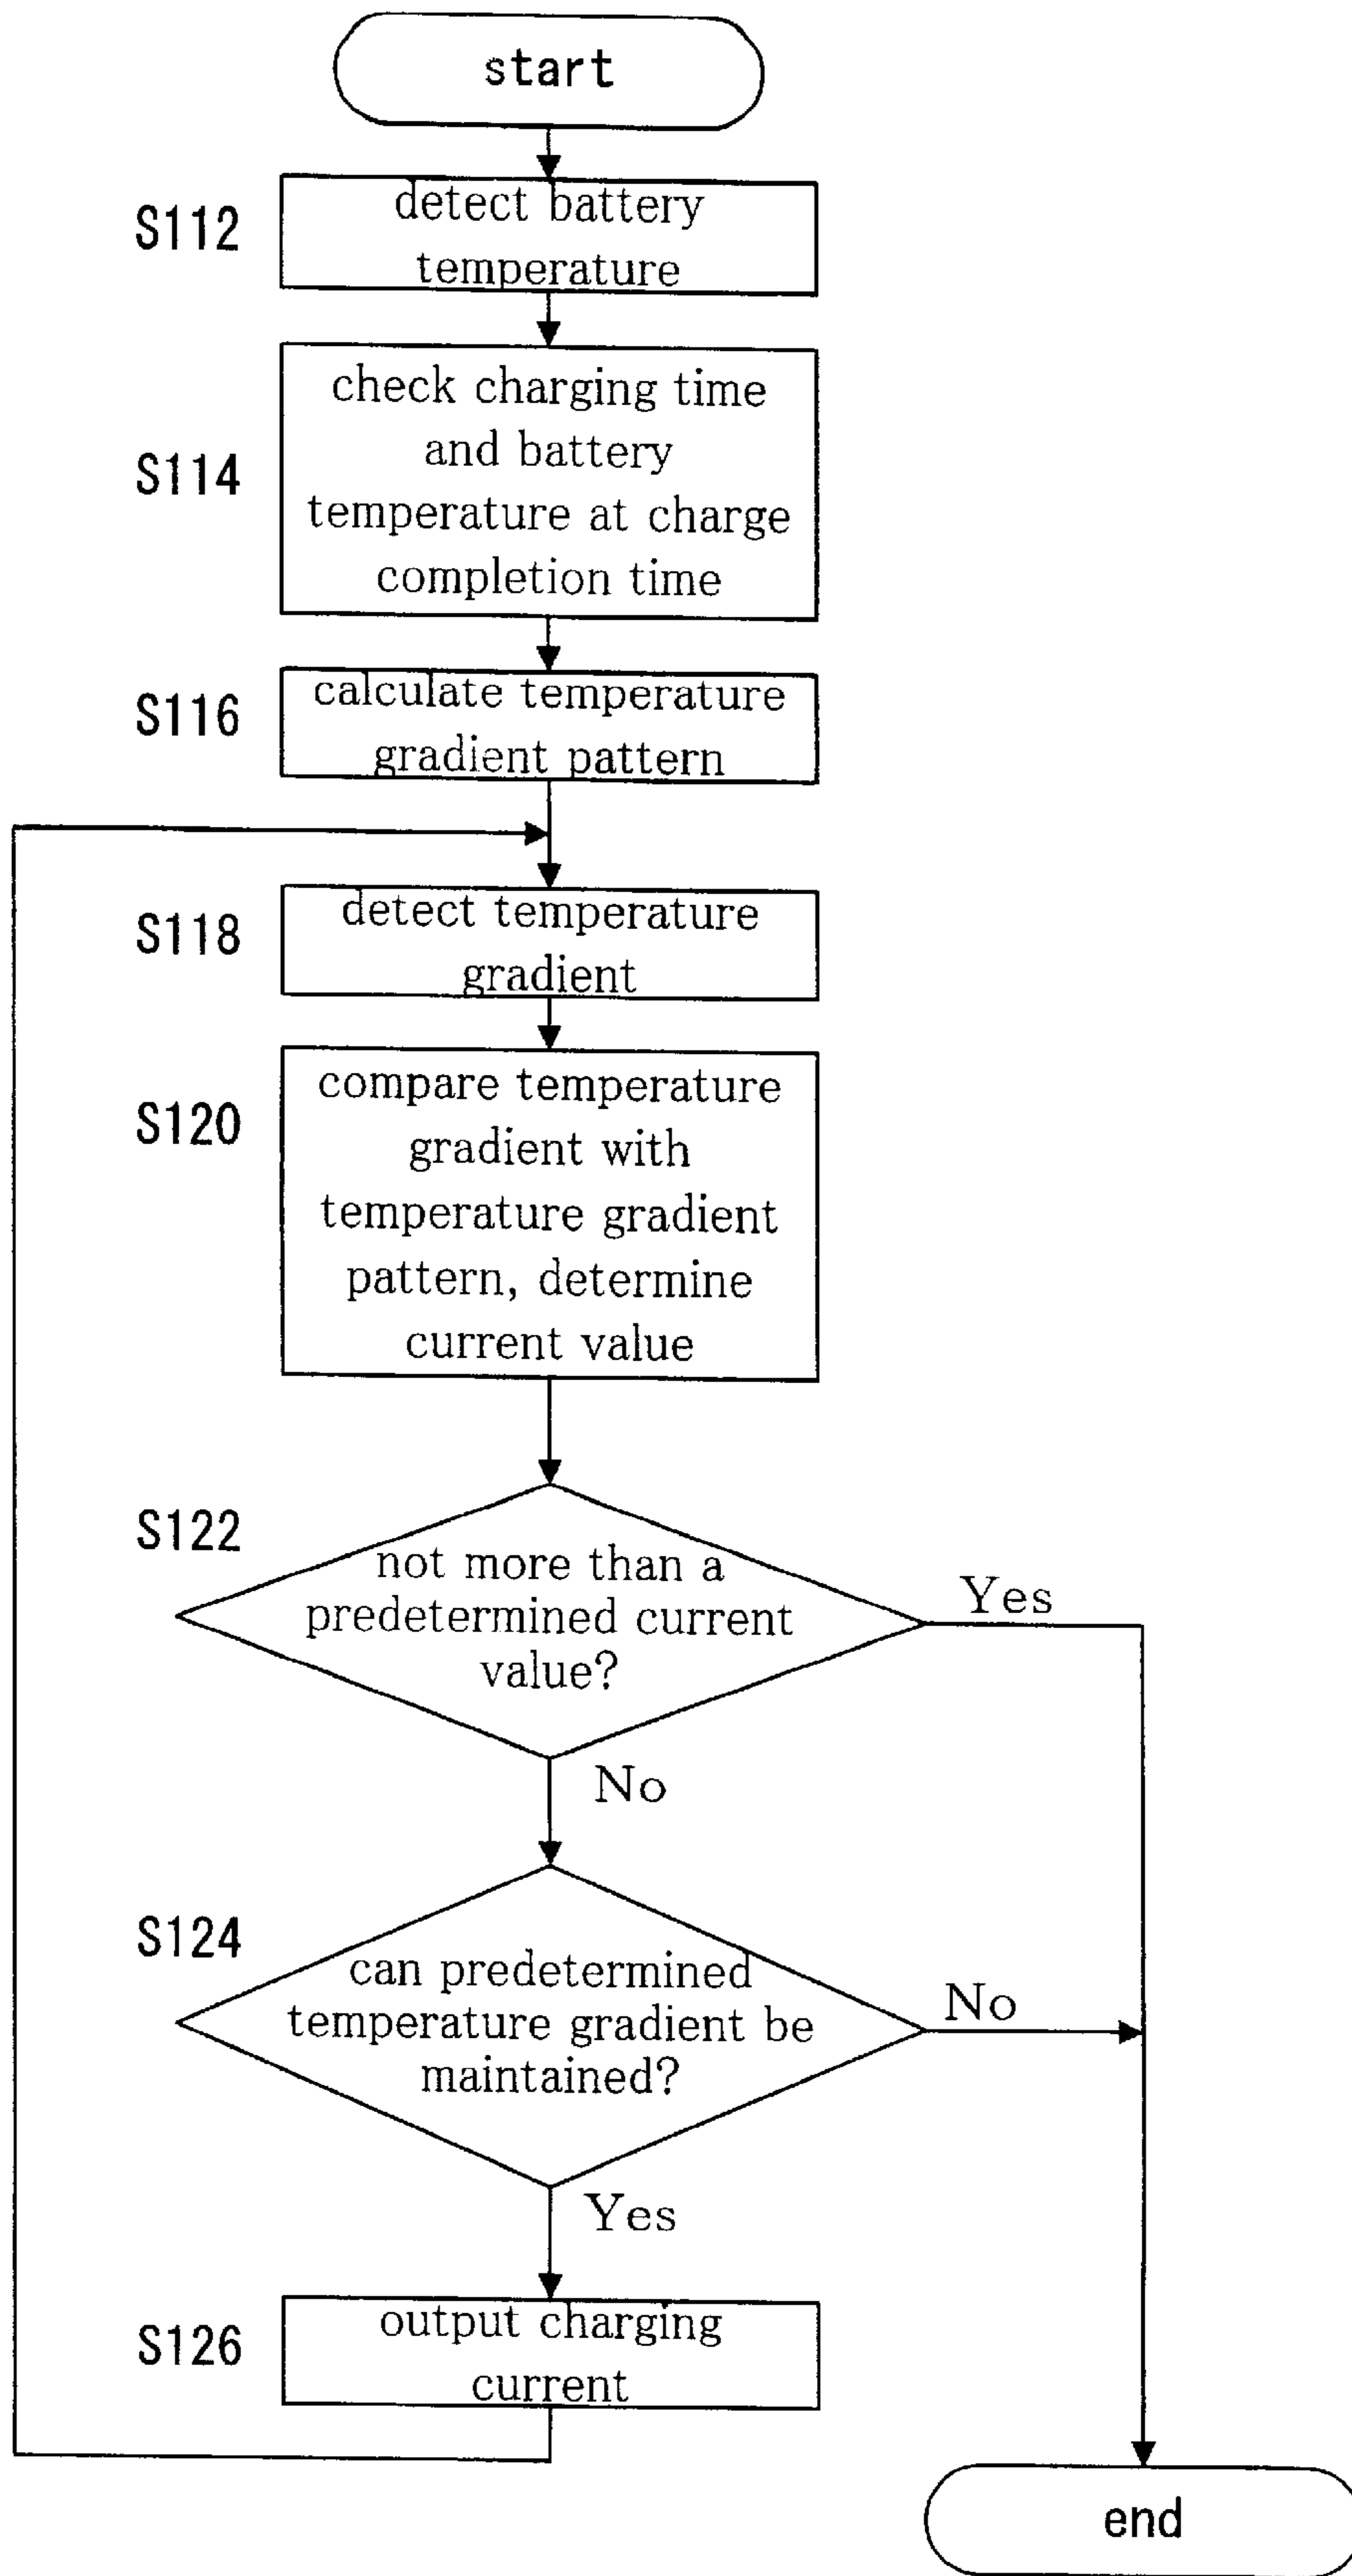 start
S112
detect battery
temperature
S114
check charging time
and battery
temperature at charge
completion time
S116
calculate temperature
gradient pattern
S118
detect temperature
gradient
S120
compare temperature
gradient with
temperature gradient
pattern, determine
current value
S122
not more than a
predetermined current
value?
Yes
No
S124
can predetermined
temperature gradient be
maintained?
No
Yes
S126
output charging
current
end